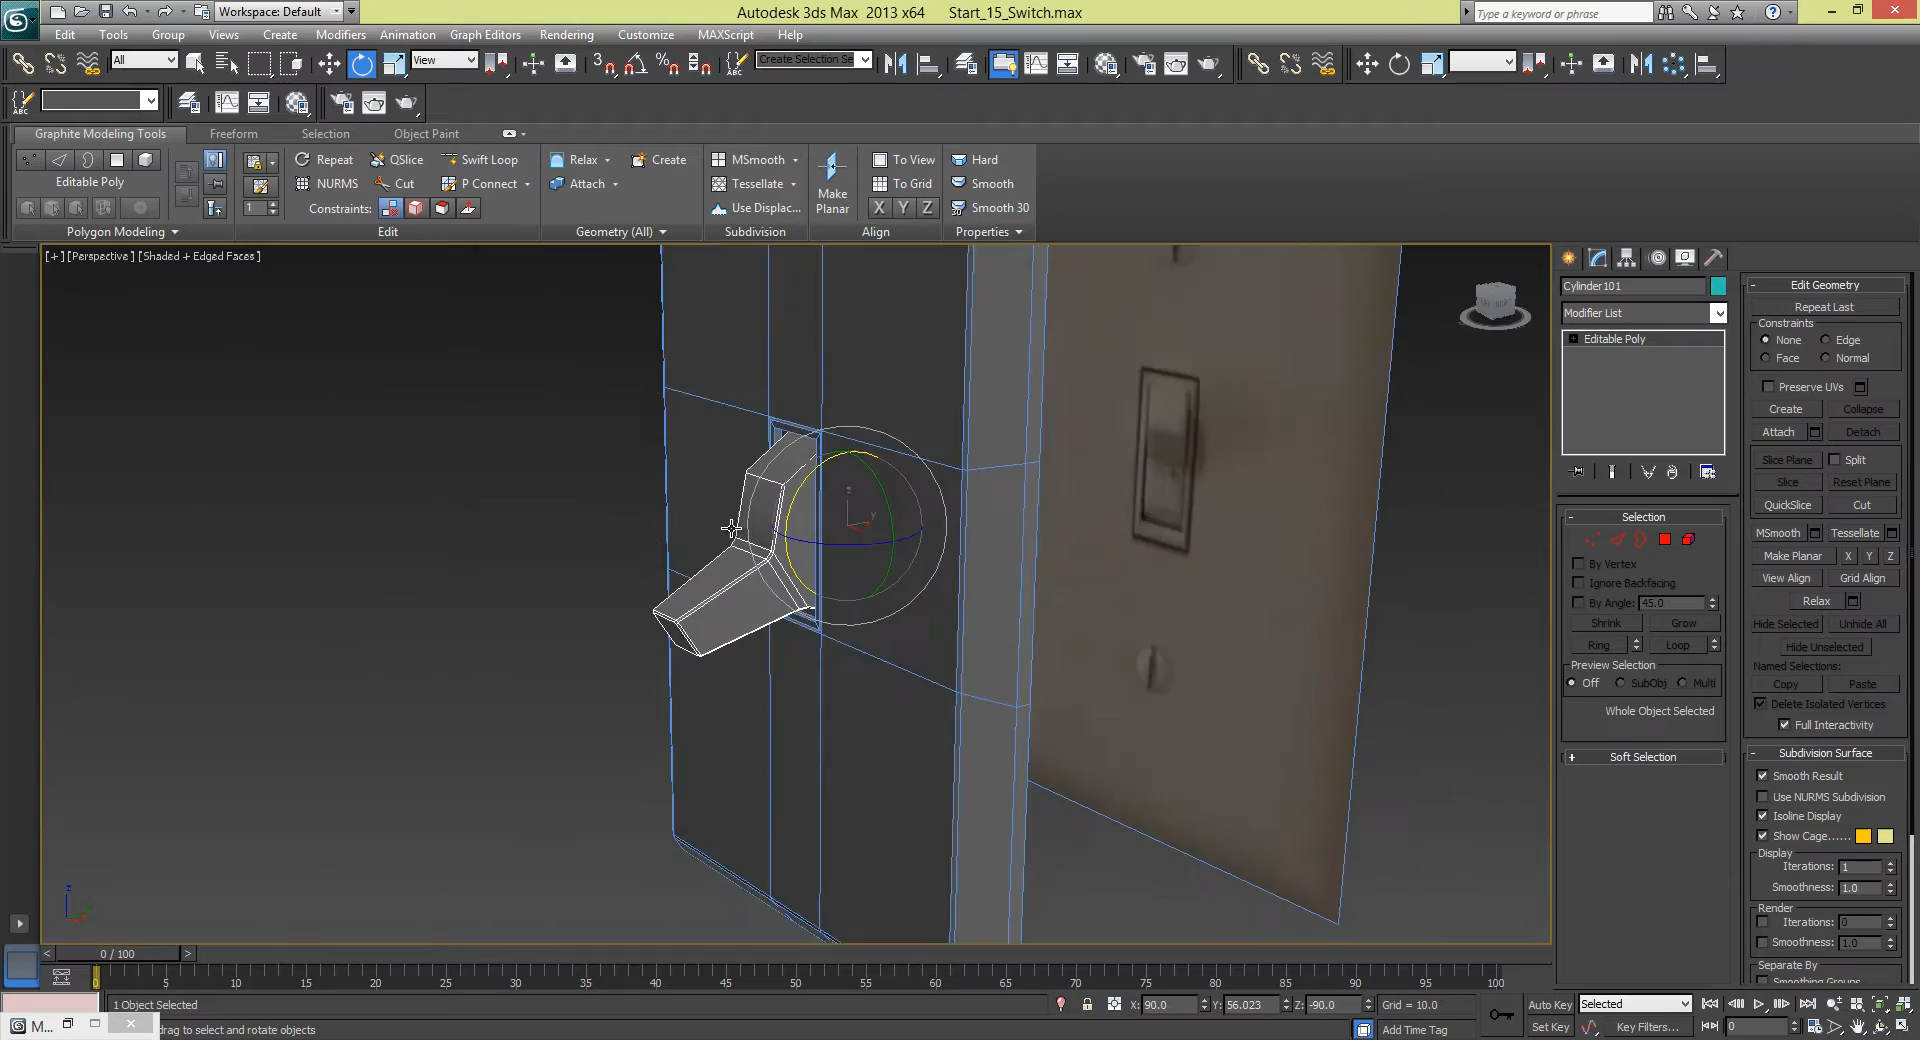 Workspace: Default
Autodesk 3ds Max 2013 x64 Start_15_Switch.max
Type a keyword or phrase
Edit Tools Group Views Create Modifiers Animation Graph Editors Rendering Customize MAXScript Help
All View Create Selection Se
Graphite Modeling Tools Freeform Selection Object Paint
Repeat QSlice Swift Loop Relax Create MSmooth To View Hard
Editable Poly NURMS Cut P Connect Attach Tessellate Make Planar To Grid Smooth
1 Constraints: Use Displac... X Y Z Smooth 30
Polygon Modeling Edit Geometry (All) Subdivision Align Properties
[+] [Perspective] [Shaded + Edged Faces]
Cylinder101
Modifier List
Editable Poly
Selection
By Vertex
Ignore Backfacing
By Angle: 45.0
Shrink Grow
Ring Loop
Preview Selection
Off SubObj Multi
Whole Object Selected
Soft Selection
Edit Geometry
Repeat Last
Constraints
None Edge
Face Normal
Preserve UVs
Create Collapse
Attach Detach
Slice Plane Split
Slice Reset Plane
QuickSlice Cut
MSmooth Tessellate
Make Planar X Y Z
View Align Grid Align
Relax
Hide Selected Unhide All
Hide Unselected
Named Selections:
Copy Paste
Delete Isolated Vertices
Full Interactivity
Subdivision Surface
Smooth Result
Use NURMS Subdivision
Isoline Display
Show Cage......
Display
Iterations: 1
Smoothness: 1.0
Render
Iterations: 0
Smoothness: 1.0
Separate By
Smoothing Groups
0 / 100
0 5 10 15 20 25 30 35 40 45 50 55 60 65 70 75 80 85 90 95 100
1 Object Selected X: 90.0 Y: 56.023 Z: -90.0 Grid = 10.0 Auto Key Selected
M... drag to select and rotate objects Add Time Tag Set Key Key Filters... 0